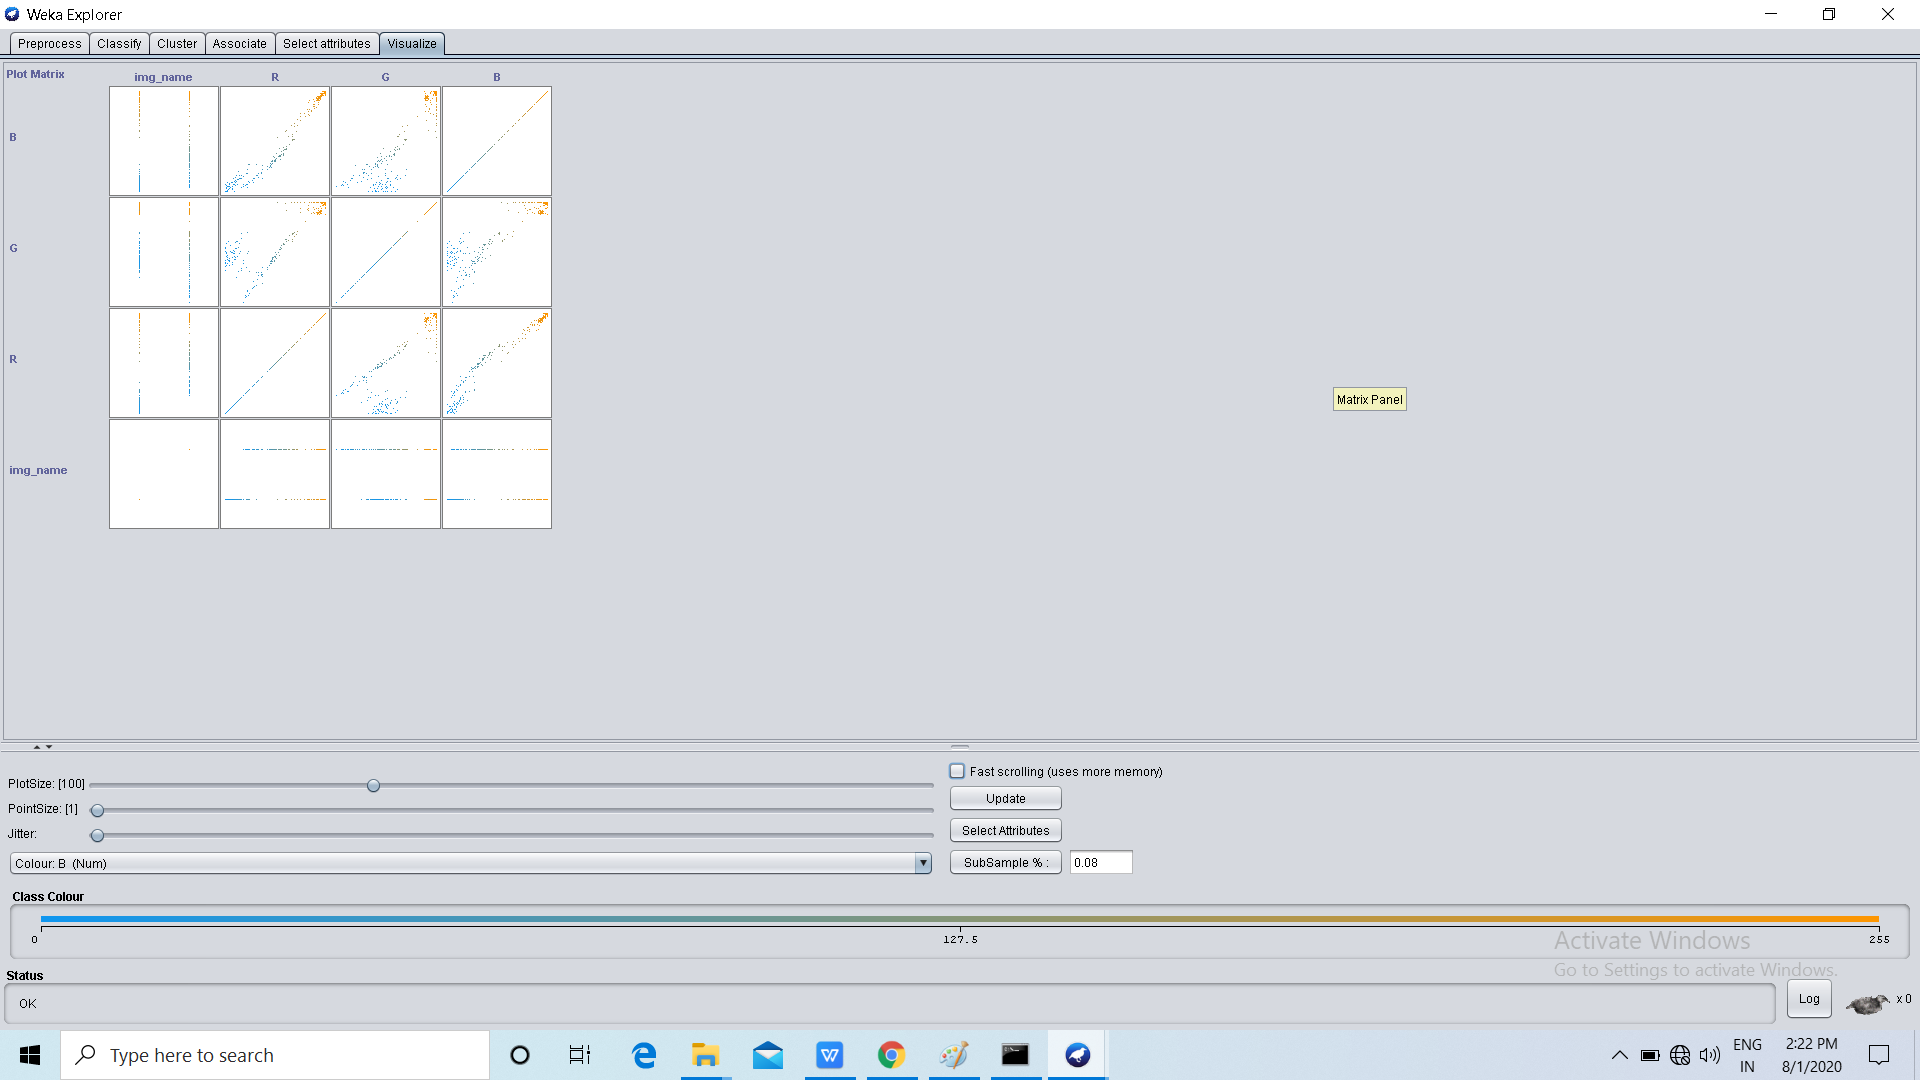 Weka Explorer
Preprocess Classify Cluster Associate Select attributes Visualize
Plot Matrix img_name R G B
B
G
R
img_name
Matrix Panel
PlotSize: [100]
PointSize: [1]
Jitter:
Colour: B (Num)
Fast scrolling (uses more memory)
Update
Select Attributes
SubSample % : 0.08
Class Colour
0 127.5 255
Activate Windows
Go to Settings to activate Windows.
Status
OK
Log
x 0
Type here to search
W
ENG
IN
2:22 PM
8/1/2020